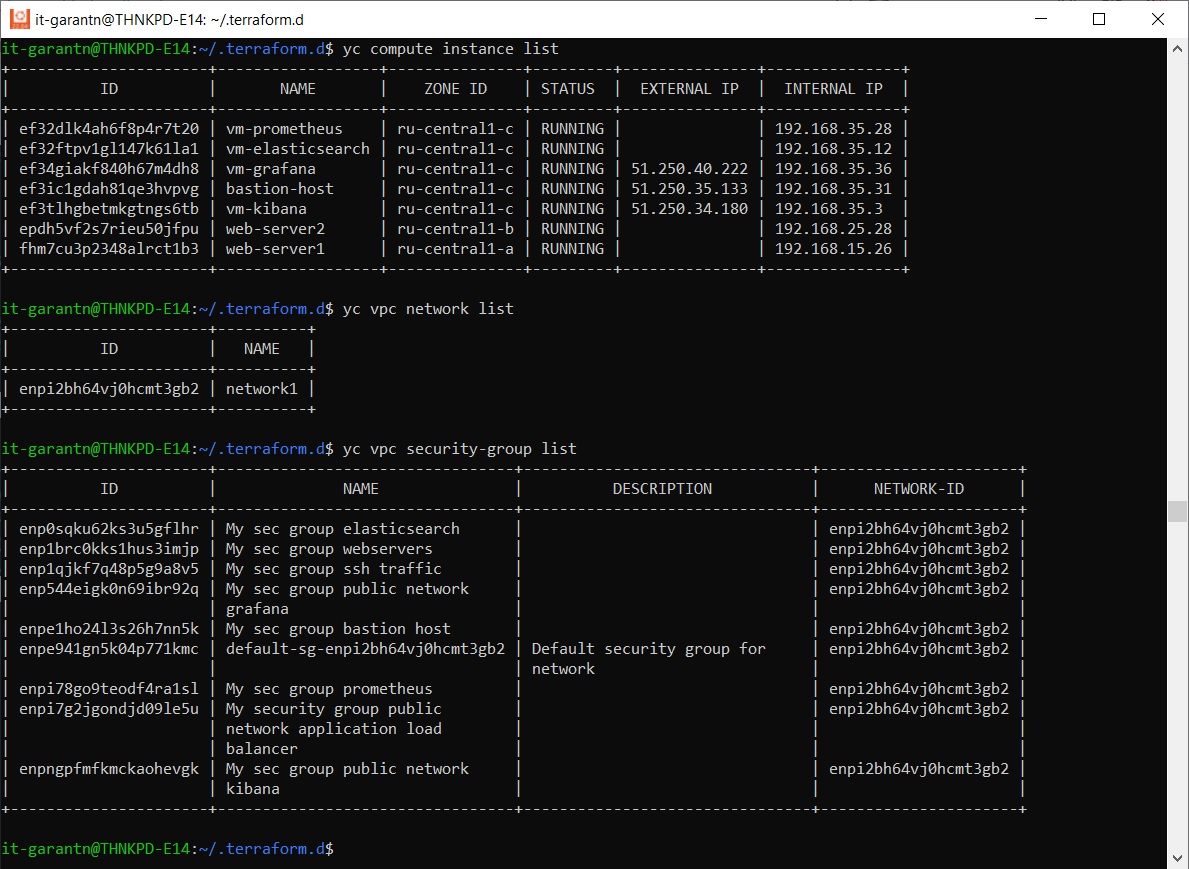 it-garantn@THNKPD-E14: ~/.terraform.d
it-garantn@THNKPD-E14:~/.terraform.d$ yc compute instance list
+----------------------+------------------+---------------+---------+---------------+---------------+
| ID | NAME | ZONE ID | STATUS | EXTERNAL IP | INTERNAL IP |
+----------------------+------------------+---------------+---------+---------------+---------------+
| ef32dlk4ah6f8p4r7t20 | vm-prometheus | ru-central1-c | RUNNING | | 192.168.35.28 |
| ef32ftpv1gl147k61la1 | vm-elasticsearch | ru-central1-c | RUNNING | | 192.168.35.12 |
| ef34giakf840h67m4dh8 | vm-grafana | ru-central1-c | RUNNING | 51.250.40.222 | 192.168.35.36 |
| ef3ic1gdah81qe3hvpvg | bastion-host | ru-central1-c | RUNNING | 51.250.35.133 | 192.168.35.31 |
| ef3tlhgbetmkgtngs6tb | vm-kibana | ru-central1-c | RUNNING | 51.250.34.180 | 192.168.35.3 |
| epdh5vf2s7rieu50jfpu | web-server2 | ru-central1-b | RUNNING | | 192.168.25.28 |
| fhm7cu3p2348alrct1b3 | web-server1 | ru-central1-a | RUNNING | | 192.168.15.26 |
+----------------------+------------------+---------------+---------+---------------+---------------+
it-garantn@THNKPD-E14:~/.terraform.d$ yc vpc network list
+----------------------+----------+
| ID | NAME |
+----------------------+----------+
| enpi2bh64vj0hcmt3gb2 | network1 |
+----------------------+----------+
it-garantn@THNKPD-E14:~/.terraform.d$ yc vpc security-group list
+----------------------+---------------------------------+--------------------------------+----------------------+
| ID | NAME | DESCRIPTION | NETWORK-ID |
+----------------------+---------------------------------+--------------------------------+----------------------+
| enp0sqku62ks3u5gflhr | My sec group elasticsearch | | enpi2bh64vj0hcmt3gb2 |
| enp1brc0kks1hus3imjp | My sec group webservers | | enpi2bh64vj0hcmt3gb2 |
| enp1qjkf7q48p5g9a8v5 | My sec group ssh traffic | | enpi2bh64vj0hcmt3gb2 |
| enp544eigk0n69ibr92q | My sec group public network | | enpi2bh64vj0hcmt3gb2 |
| | grafana | | |
| enpe1ho24l3s26h7nn5k | My sec group bastion host | | enpi2bh64vj0hcmt3gb2 |
| enpe941gn5k04p771kmc | default-sg-enpi2bh64vj0hcmt3gb2 | Default security group for | enpi2bh64vj0hcmt3gb2 |
| | | network | |
| enpi78go9teodf4ra1sl | My sec group prometheus | | enpi2bh64vj0hcmt3gb2 |
| enpi7g2jgondjd09le5u | My security group public | | enpi2bh64vj0hcmt3gb2 |
| | network application load | | |
| | balancer | | |
| enpngpfmfkmckaohevgk | My sec group public network | | enpi2bh64vj0hcmt3gb2 |
| | kibana | | |
+----------------------+---------------------------------+--------------------------------+----------------------+
it-garantn@THNKPD-E14:~/.terraform.d$